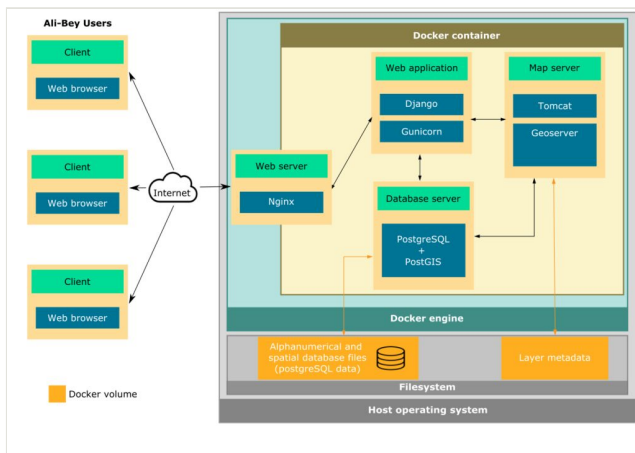 Ali-Bey Users
Client
Web browser
Client
Web browser
Client
Web browser
Internet
Docker container
Web application
Django
Gunicorn
Map server
Tomcat
Geoserver
Web server
Nginx
Database server
PostgreSQL
+
PostGIS
Docker engine
Alphanumerical and
spatial database files
(postgreSQL data)
Layer metadata
Filesystem
Host operating system
Docker volume